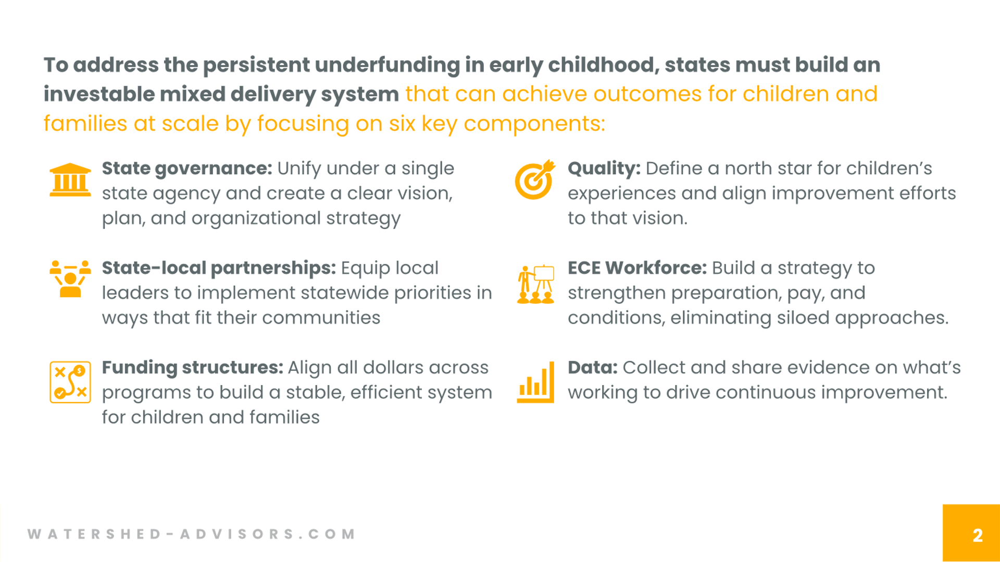 To address the persistent underfunding in early childhood, states must build an
investable mixed delivery system that can achieve outcomes for children and
families at scale by focusing on six key components:
State governance: Unify under a single
state agency and create a clear vision,
plan, and organizational strategy
State-local partnerships: Equip local
leaders to implement statewide priorities in
ways that fit their communities
Funding structures: Align all dollars across
programs to build a stable, efficient system
for children and families
Quality: Define a north star for children’s
experiences and align improvement efforts
to that vision.
ECE Workforce: Build a strategy to
strengthen preparation, pay, and
conditions, eliminating siloed approaches.
Data: Collect and share evidence on what’s
working to drive continuous improvement.
$
WATERSHED-ADVISORS.COM
2